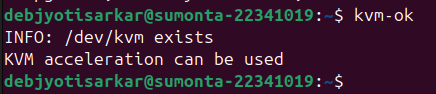 debjyotisarkar@sumonta-22341019:~$ kvm-ok
INFO: /dev/kvm exists
KVM acceleration can be used
debjyotisarkar@sumonta-22341019:~$